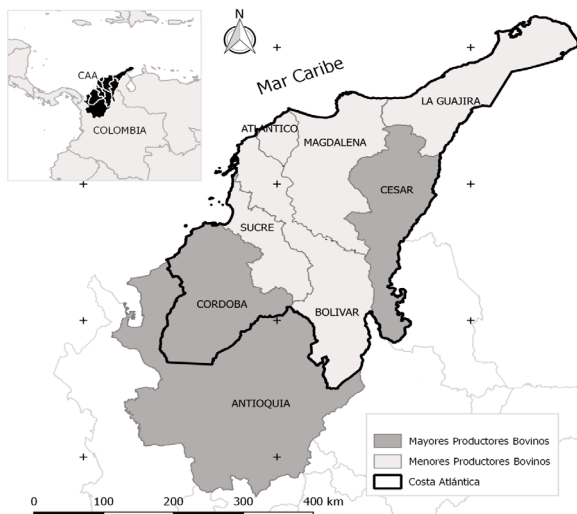 N
CAA
COLOMBIA
Mar Caribe
LA GUAJIRA
ATLANTICO
MAGDALENA
CESAR
SUCRE
CORDOBA
BOLIVAR
ANTIOQUIA
Mayores Productores Bovinos
Menores Productores Bovinos
Costa Atlántica
0 100 200 300 400 km